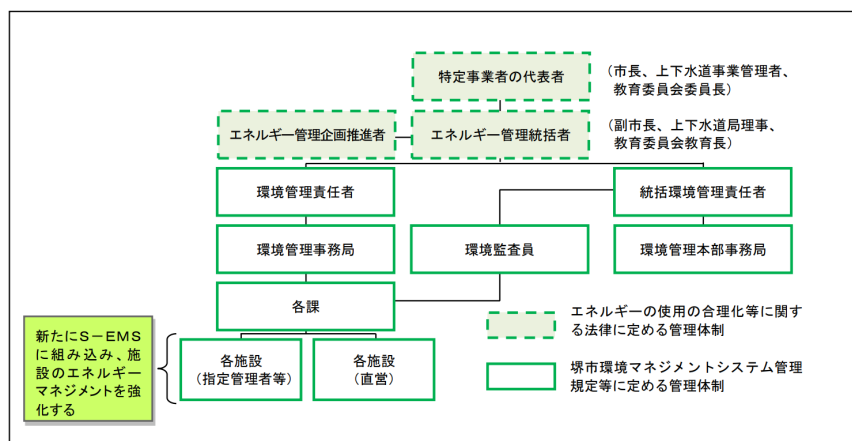 特定事業者の代表者
（市長、上下水道事業管理者、
教育委員会委員長）
エネルギー管理企画推進者
エネルギー管理統括者
（副市長、上下水道局理事、
教育委員会教育長）
環境管理責任者
統括環境管理責任者
環境管理事務局
環境監査員
環境管理本部事務局
各課
新たにS－EMS
に組み込み、施
設のエネルギー
マネジメントを強
化する
各施設
（指定管理者等）
各施設
（直営）
エネルギーの使用の合理化等に関す
る法律に定める管理体制
堺市環境マネジメントシステム管理
規定等に定める管理体制